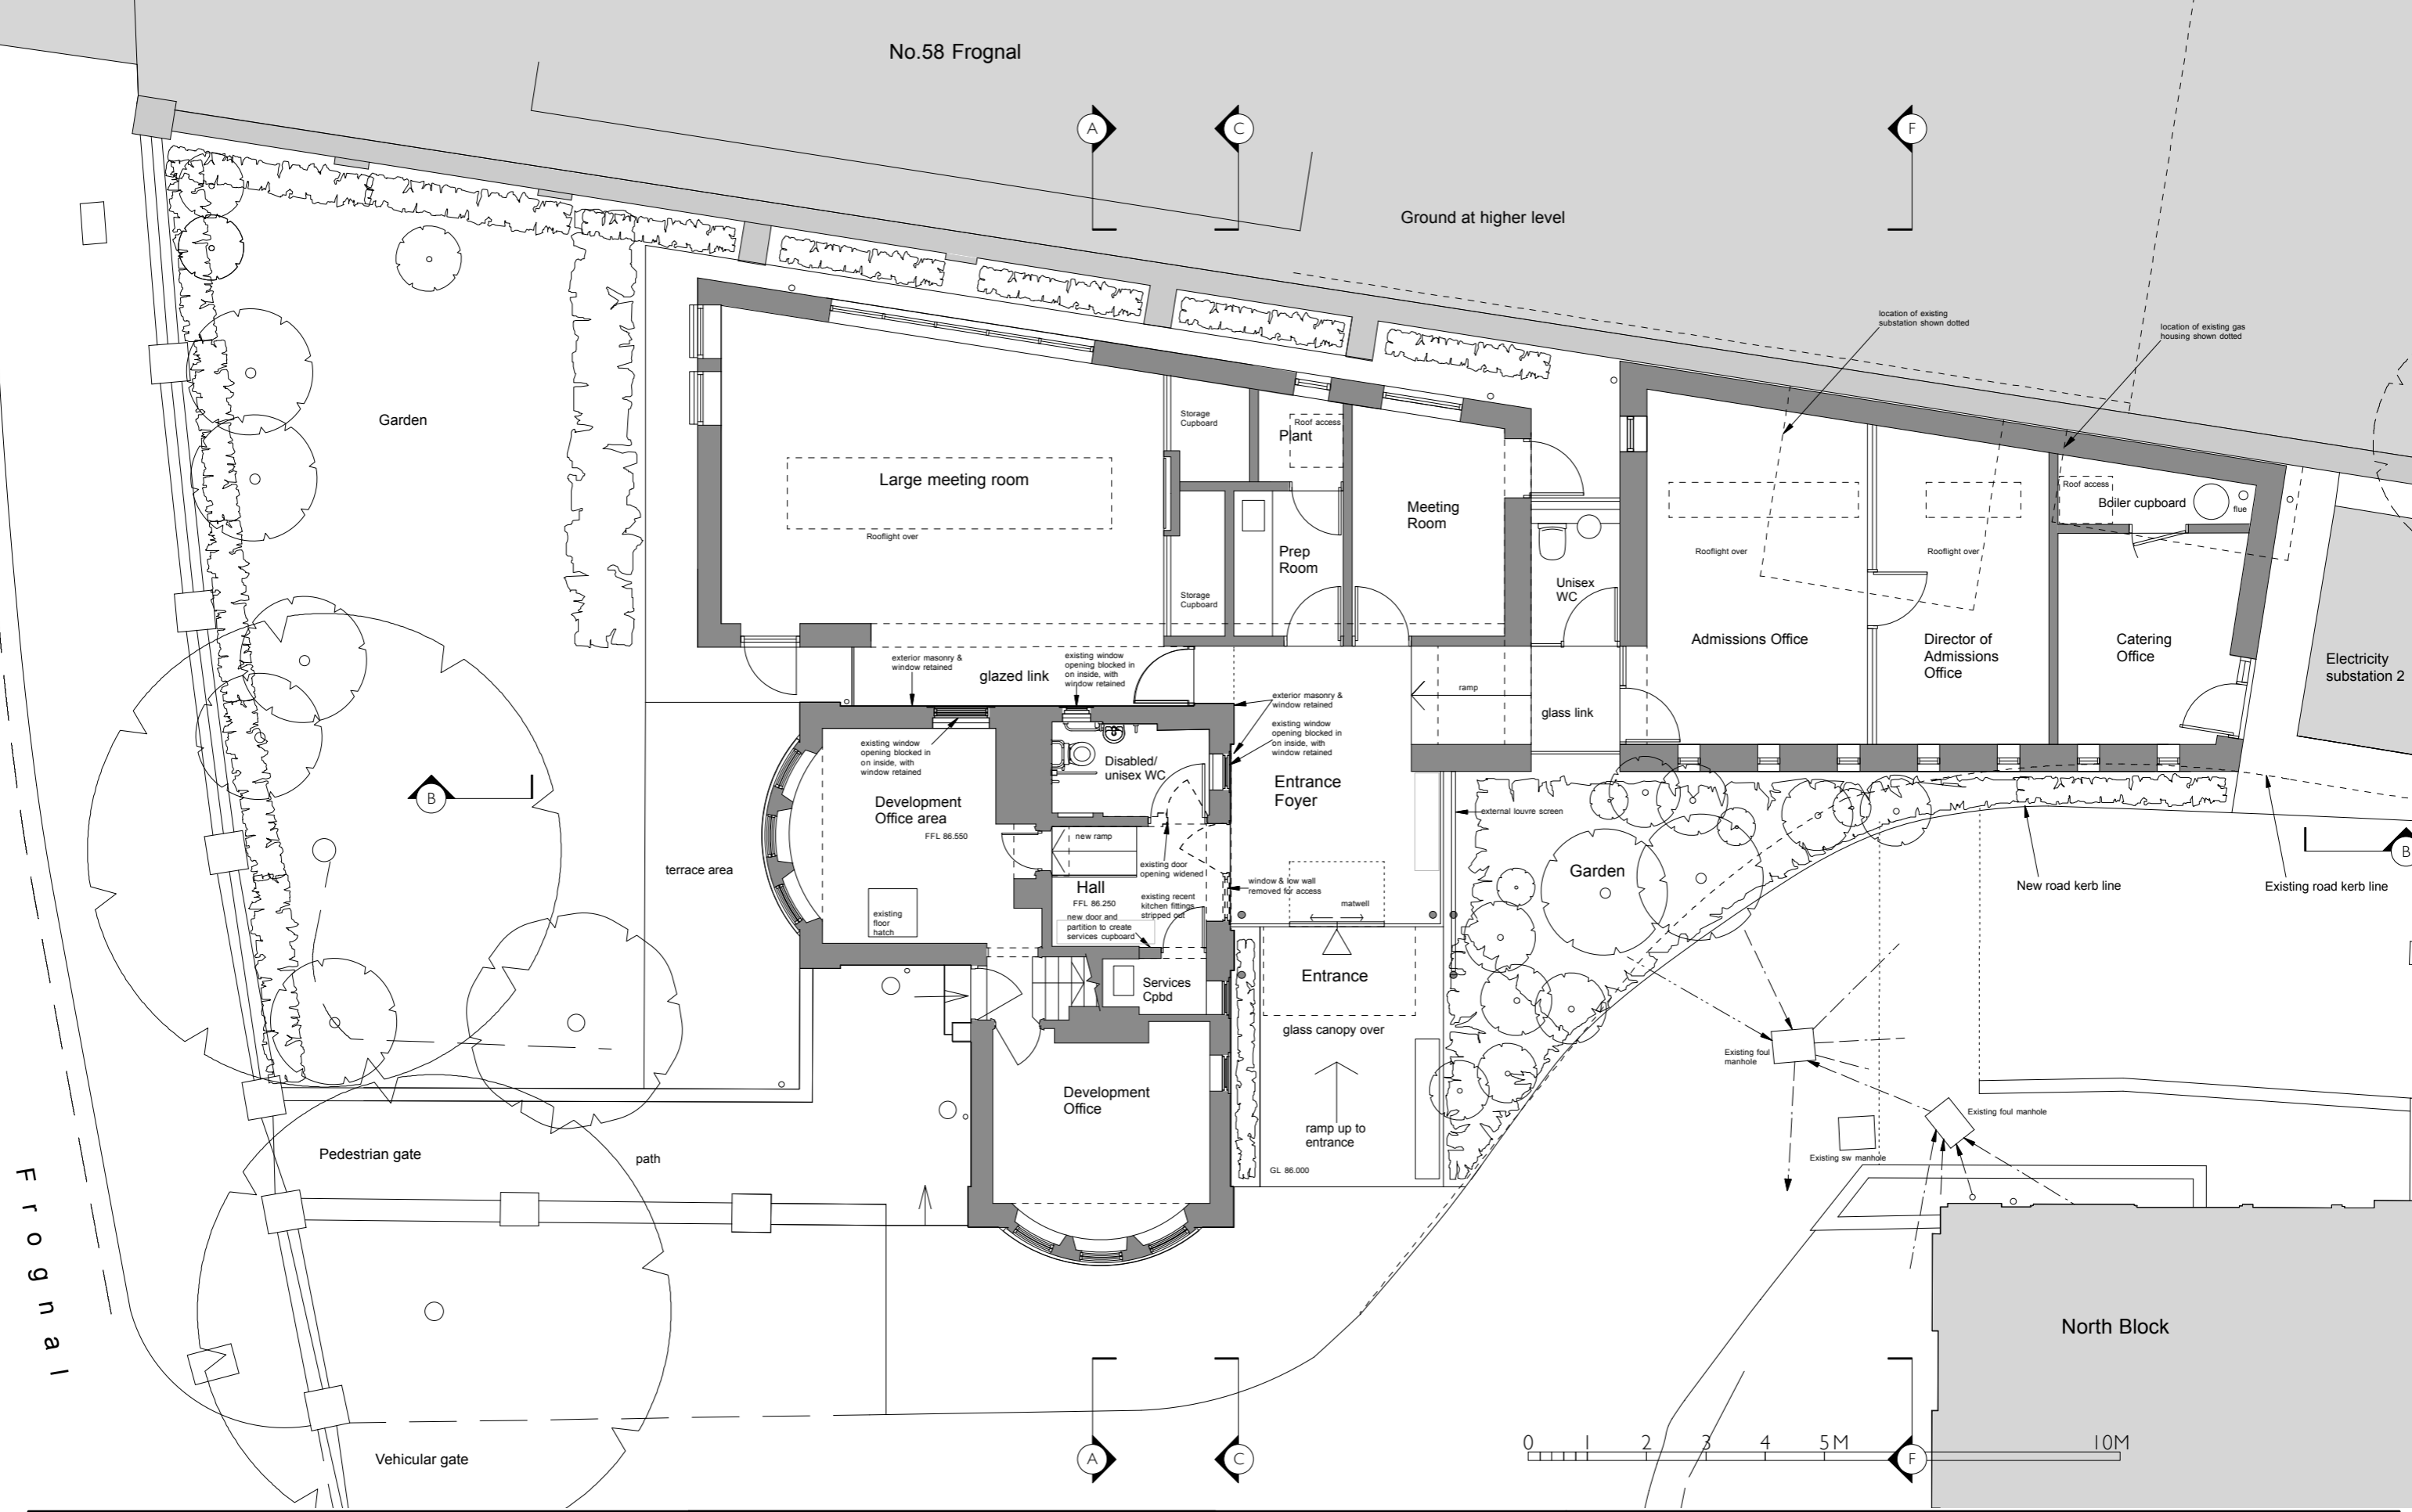 No.58 Frognal
A
C
F
Ground at higher level
location of existing
substation shown dotted
location of existing gas
housing shown dotted
Garden
Storage
Cupboard
Roof access
Plant
Large meeting room
Rooflight over
Meeting
Room
Prep
Room
Storage
Cupboard
Unisex
WC
Rooflight over
Rooflight over
Roof access
Boiler cupboard
flue
Admissions Office
Director of
Admissions
Office
Catering
Office
Electricity
substation 2
exterior masonry &
window retained
glazed link
existing window
opening blocked in
on inside, with
window retained
ramp
glass link
exterior masonry &
window retained
existing window
opening blocked in
on inside, with
window retained
existing window
opening blocked in
on inside, with
window retained
Disabled/
unisex WC
Entrance
Foyer
B
Development
Office area
FFL 86.550
new ramp
external louvre screen
existing door
opening widened
B
terrace area
Hall
FFL 86.250
window & low wall
removed for access
Garden
New road kerb line
Existing road kerb line
existing
floor
hatch
existing recent
kitchen fittings
stripped out
new door and
partition to create
services cupboard
matwell
Services
Cpbd
Entrance
glass canopy over
Existing foul
manhole
Development
Office
Existing foul manhole
ramp up to
entrance
Existing sw manhole
GL 86.000
Pedestrian gate
path
Frognal
North Block
Vehicular gate
0 1 2 3 4 5M 10M
A
C
F